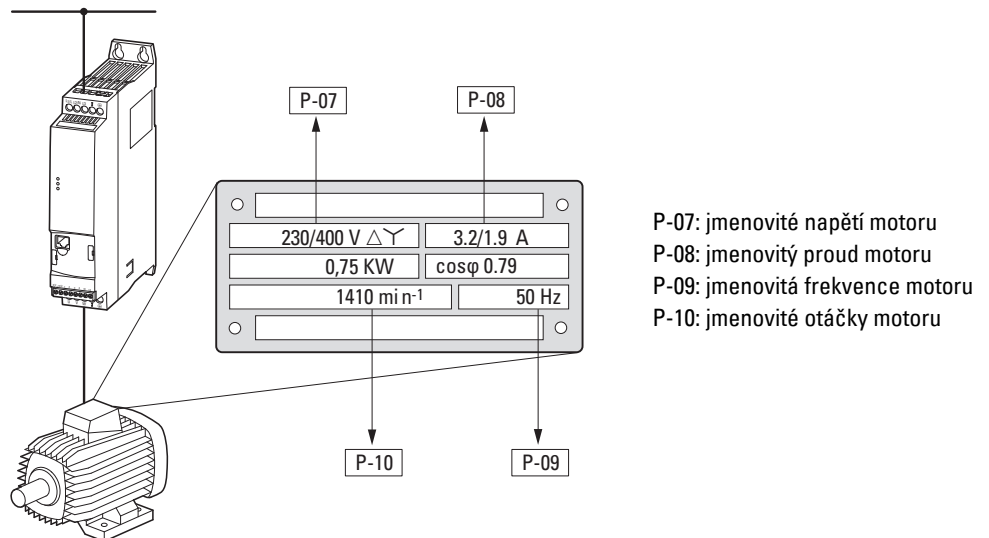 P-07
P-08
230/400 V △Y
3.2/1.9 A
0,75 KW
cosφ 0.79
1410 min-1
50 Hz
P-10
P-09
P-07: jmenovité napětí motoru
P-08: jmenovitý proud motoru
P-09: jmenovitá frekvence motoru
P-10: jmenovité otáčky motoru